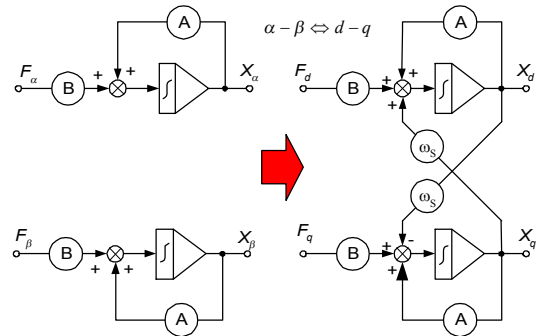 A
α − β ⇔ d − q
A
F_α
B
+
+
∫
X_α
F_d
B
+
+
+
∫
X_d
ω_S
ω_S
F_β
B
+
+
∫
X_β
F_q
B
+
-
+
∫
X_q
A
A